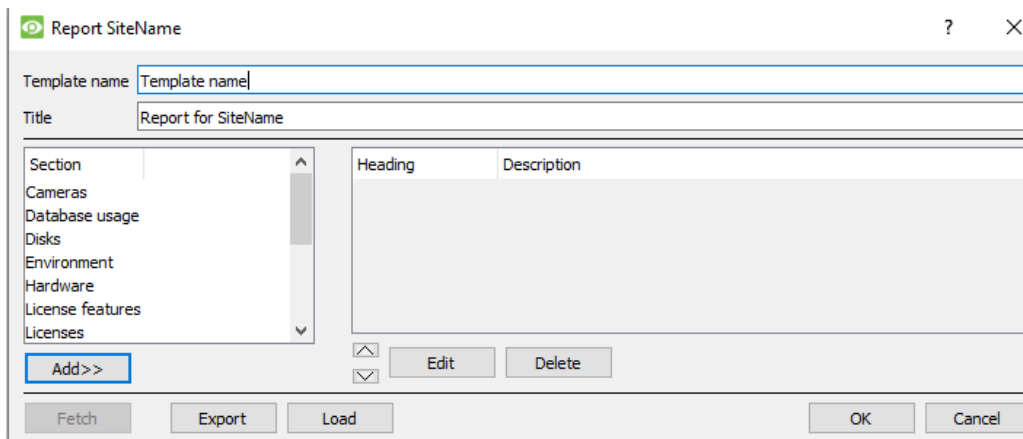 Report SiteName ?
Template name Template name
Title Report for SiteName
Section
Cameras
Database usage
Disks
Environment
Hardware
License features
Licenses
Add>>
Heading Description
Edit Delete
Fetch Export Load OK Cancel